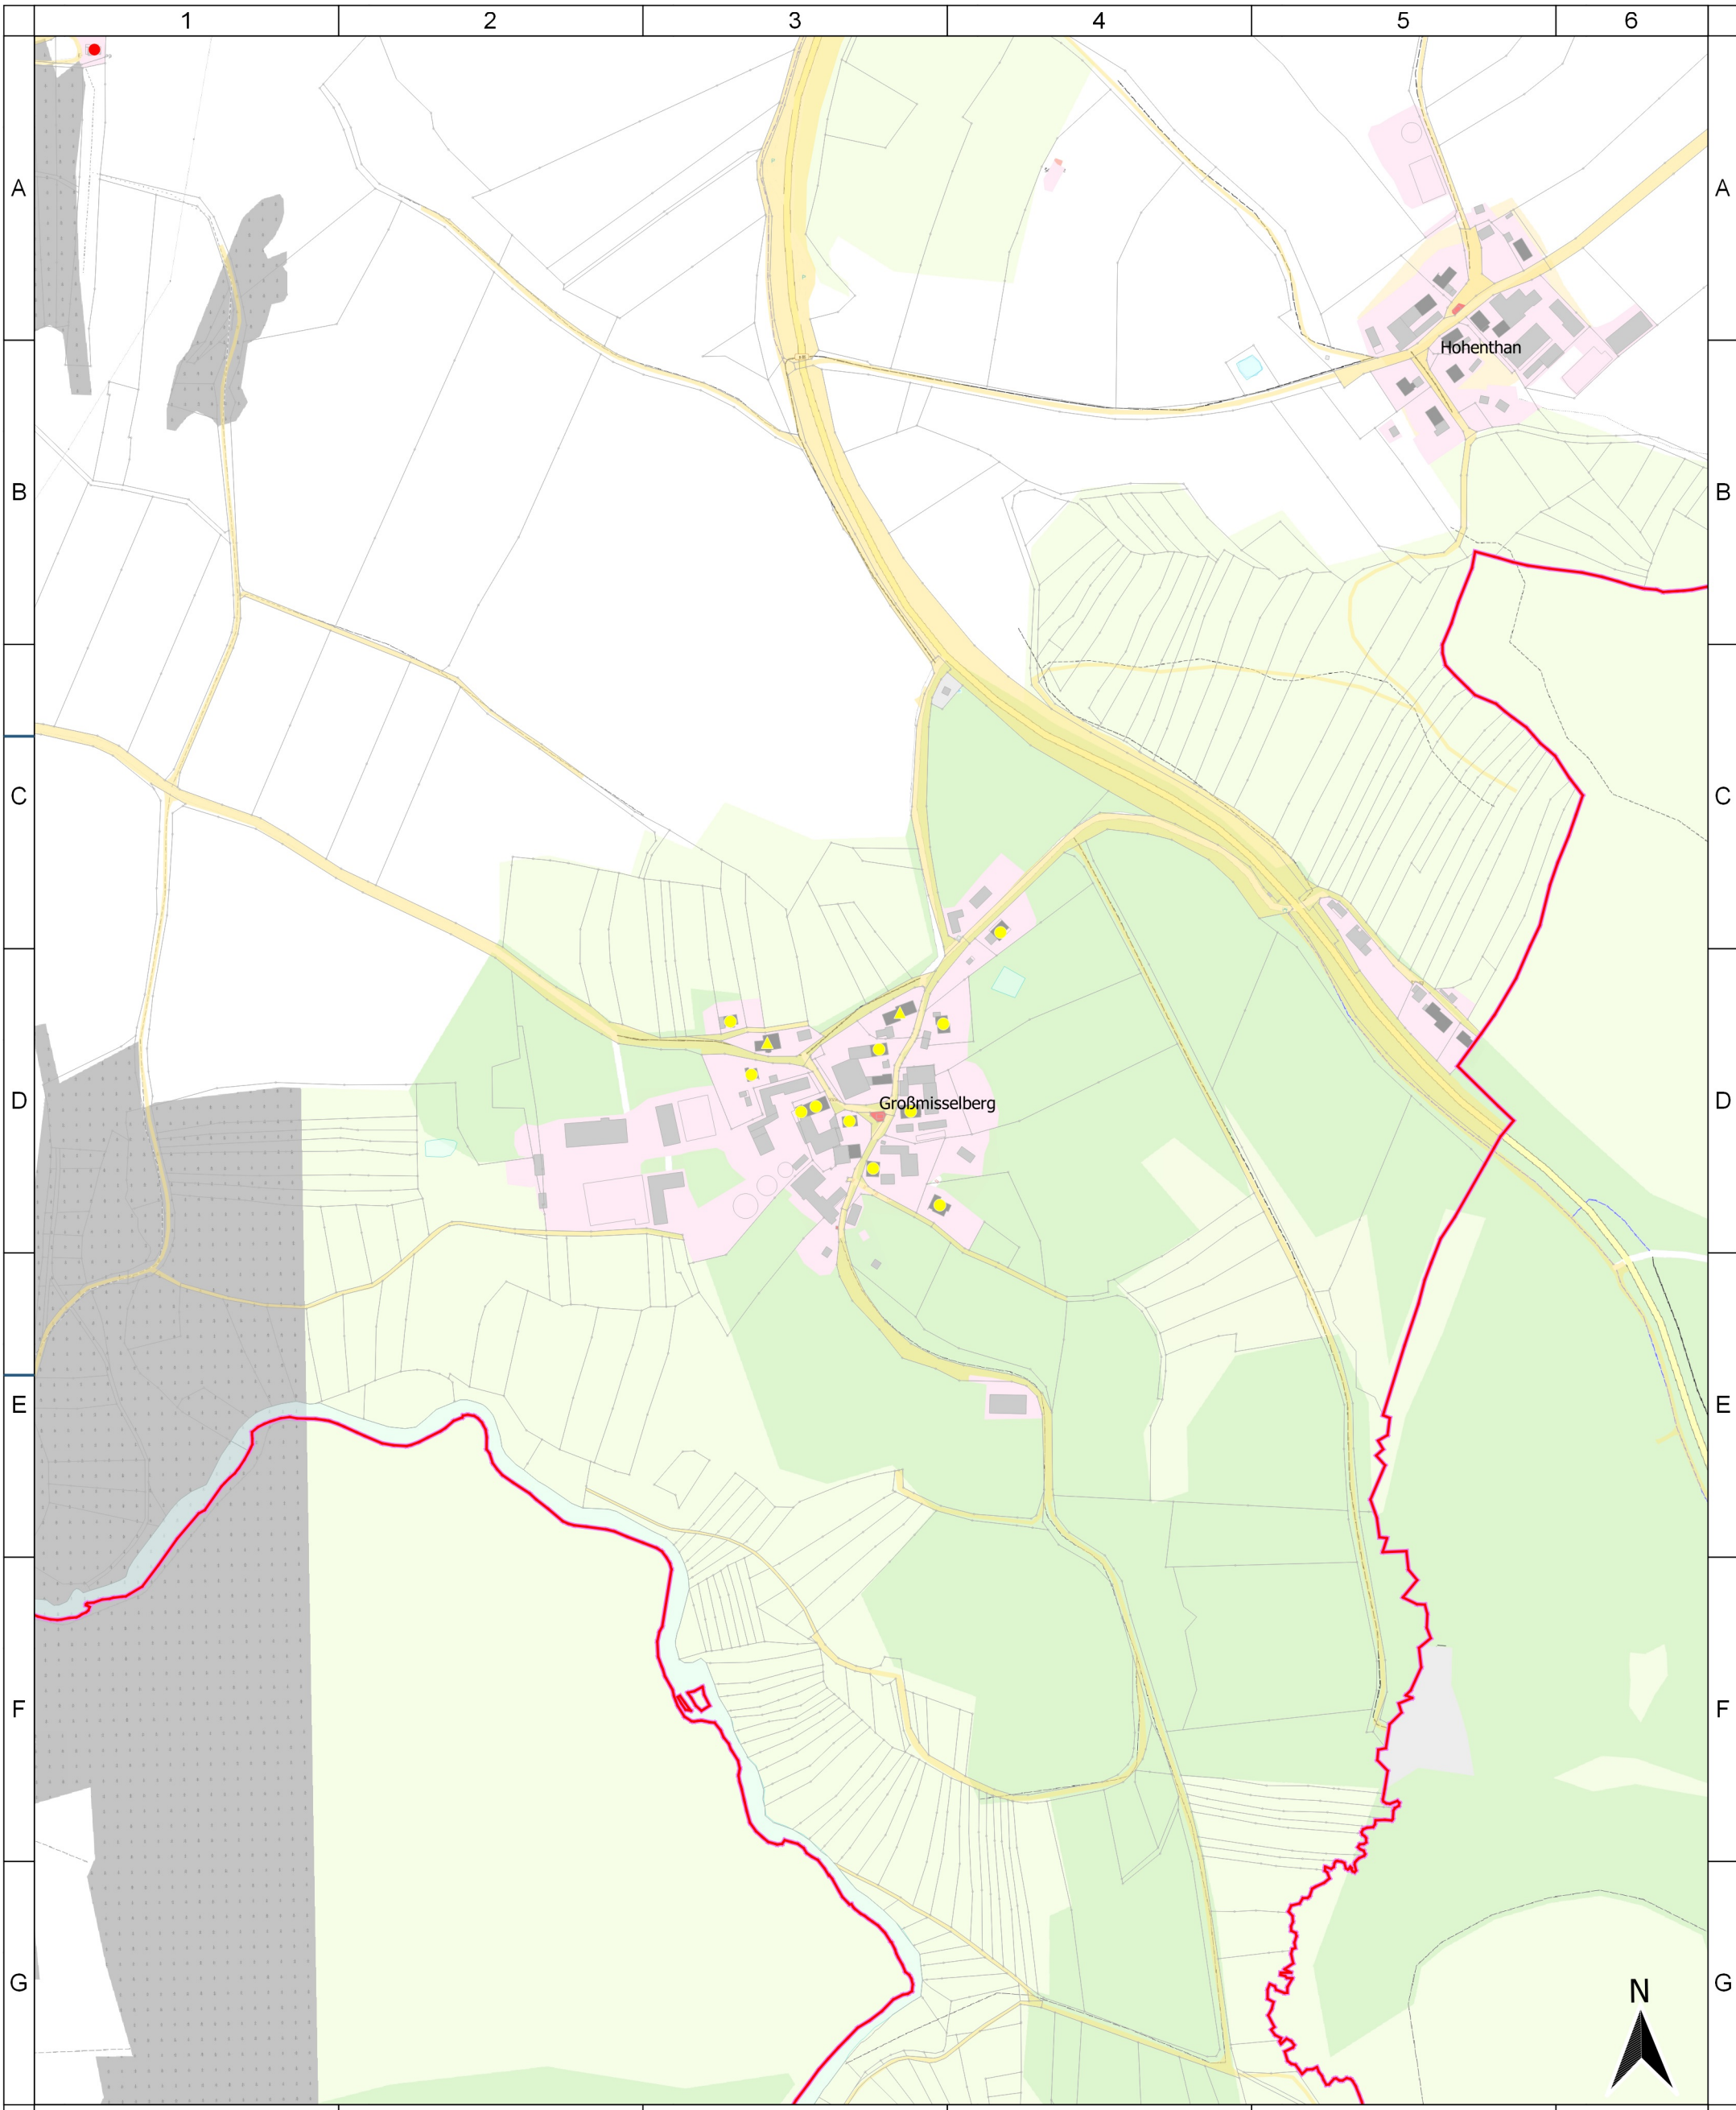 1 2 3 4 5 6
A A
Hohenthan
B B
C C
Großmisselberg
D D
E E
F F
N
G G